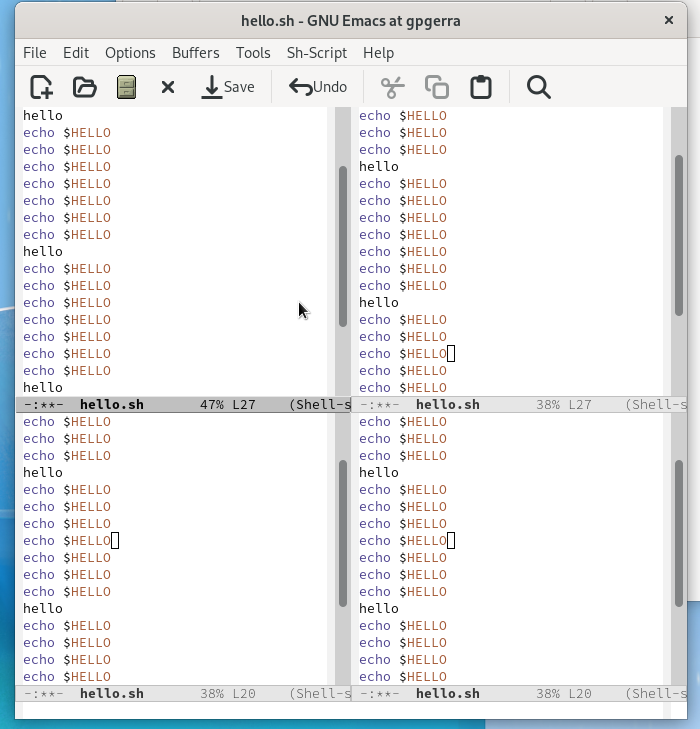 hello.sh - GNU Emacs at gpgerra
File Edit Options Buffers Tools Sh-Script Help
Save Undo
hello
echo $HELLO
echo $HELLO
echo $HELLO
echo $HELLO
echo $HELLO
echo $HELLO
echo $HELLO
hello
echo $HELLO
echo $HELLO
echo $HELLO
echo $HELLO
echo $HELLO
echo $HELLO
echo $HELLO
hello
-:**- hello.sh 47% L27 (Shell-s
echo $HELLO
echo $HELLO
echo $HELLO
hello
echo $HELLO
echo $HELLO
echo $HELLO
echo $HELLO
echo $HELLO
echo $HELLO
echo $HELLO
hello
echo $HELLO
echo $HELLO
echo $HELLO
echo $HELLO
echo $HELLO
-:**- hello.sh 38% L27 (Shell-s
echo $HELLO
echo $HELLO
echo $HELLO
hello
echo $HELLO
echo $HELLO
echo $HELLO
echo $HELLO
echo $HELLO
echo $HELLO
echo $HELLO
hello
echo $HELLO
echo $HELLO
echo $HELLO
echo $HELLO
-:**- hello.sh 38% L20 (Shell-s
echo $HELLO
echo $HELLO
echo $HELLO
hello
echo $HELLO
echo $HELLO
echo $HELLO
echo $HELLO
echo $HELLO
echo $HELLO
echo $HELLO
hello
echo $HELLO
echo $HELLO
echo $HELLO
echo $HELLO
-:**- hello.sh 38% L20 (Shell-s